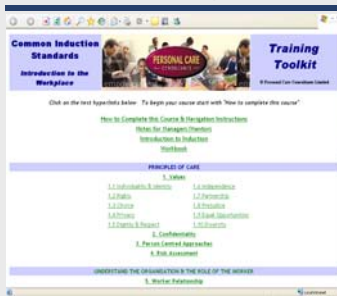 Common Induction
Standards
Introduction to the
Workplace
PERSONAL CARE
CONSULTANTS
Training
Toolkit
© Personal Care Consultants Limited
Click on the text hyperlinks below To begin your course start with "How to complete this course"
How to Complete this Course & Navigation Instructions
Notes for Managers/Mentors
Introduction to Induction
Workbook
PRINCIPLES OF CARE
1. Values
1.1 Individuality & Identity
1.2 Rights
1.3 Choice
1.4 Privacy
1.5 Dignity & Respect
1.6 Independence
1.7 Partnership
1.8 Prejudice
1.9 Equal Opportunities
1.10 Diversity
2. Confidentiality
3. Person Centred Approaches
4. Risk Assessment
UNDERSTAND THE ORGANISATION & THE ROLE OF THE WORKER
5. Worker Relationship